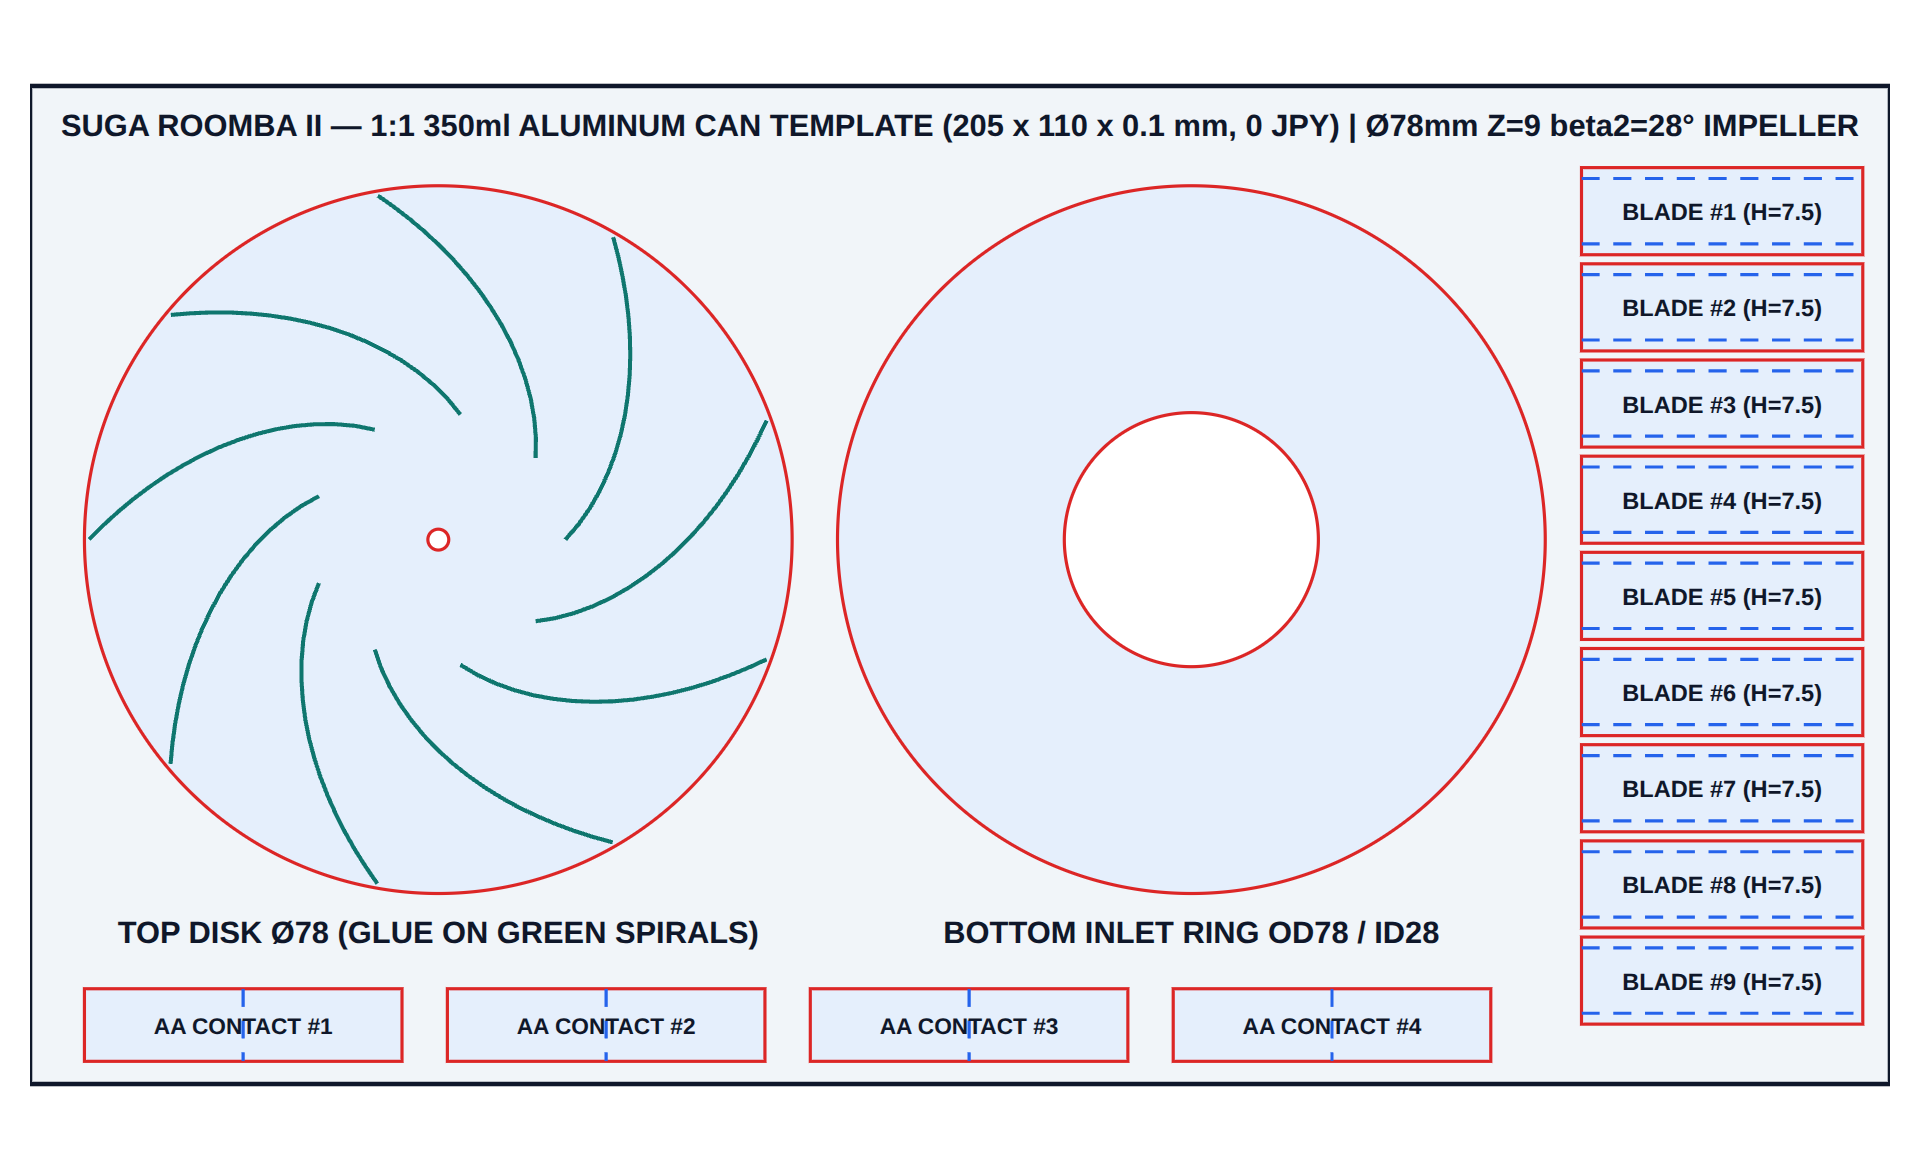 SUGA ROOMBA II — 1:1 350ml ALUMINUM CAN TEMPLATE (205 x 110 x 0.1 mm, 0 JPY) | Ø78mm Z=9 beta2=28° IMPELLER
BLADE #1 (H=7.5)
BLADE #2 (H=7.5)
BLADE #3 (H=7.5)
BLADE #4 (H=7.5)
BLADE #5 (H=7.5)
BLADE #6 (H=7.5)
BLADE #7 (H=7.5)
BLADE #8 (H=7.5)
BLADE #9 (H=7.5)
TOP DISK Ø78 (GLUE ON GREEN SPIRALS)
BOTTOM INLET RING OD78 / ID28
AA CONTACT #1
AA CONTACT #2
AA CONTACT #3
AA CONTACT #4